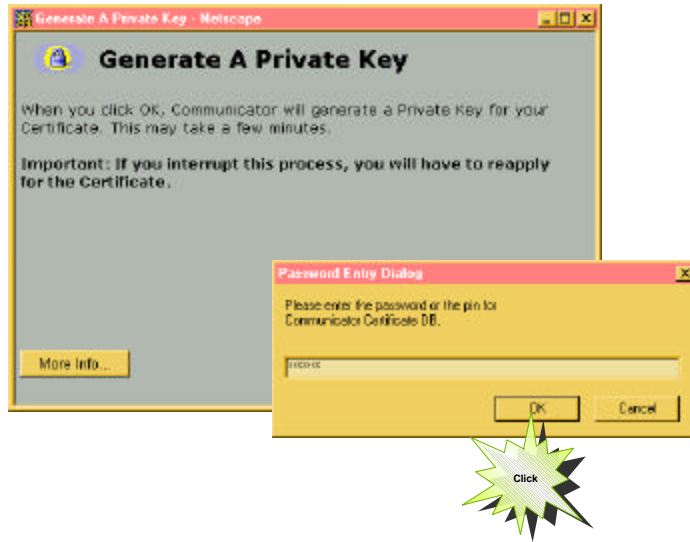 Generate A Private Key - Netscape
Generate A Private Key
When you click OK, Communicator will generate a Private Key for your
Certificate. This may take a few minutes.
Important: If you interrupt this process, you will have to reapply
for the Certificate.
More Info...
Password Entry Dialog
Please enter the password or the pin for
Communicator Certificate DB.
OK
Cancel
Click